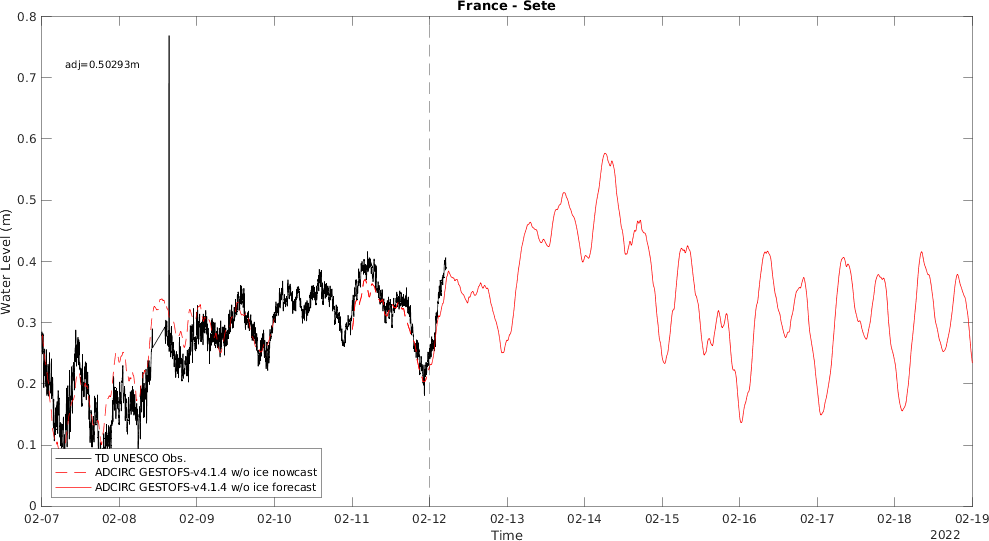 France - Sete
0.8
0.7
0.6
0.5
0.4
0.3
0.2
0.1
0
Water Level (m)
adj=0.50293m
TD UNESCO Obs.
ADCIRC GESTOFS-v4.1.4 w/o ice nowcast
ADCIRC GESTOFS-v4.1.4 w/o ice forecast
02-07 02-08 02-09 02-10 02-11 02-12 02-13 02-14 02-15 02-16 02-17 02-18 02-19
Time
2022